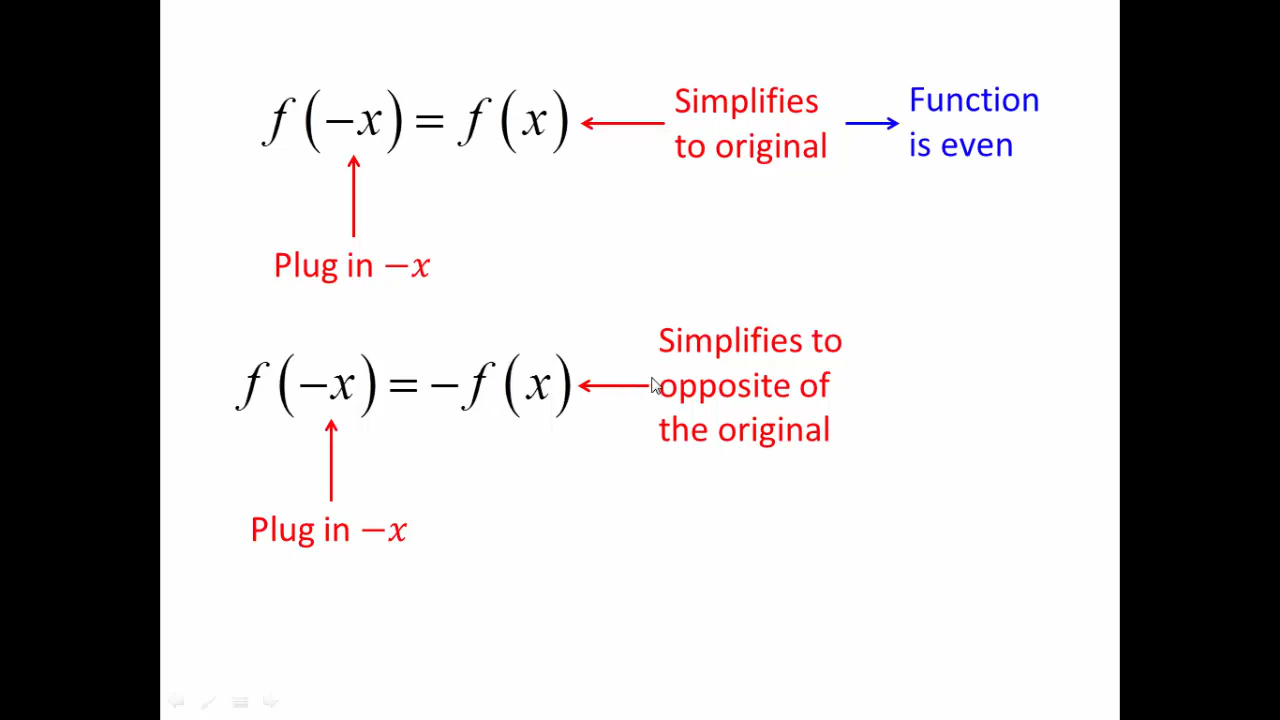 f(−x) = f(x)
Simplifies
to original
Function
is even
Plug in −x
f(−x) = −f(x)
Simplifies to
opposite of
the original
Plug in −x